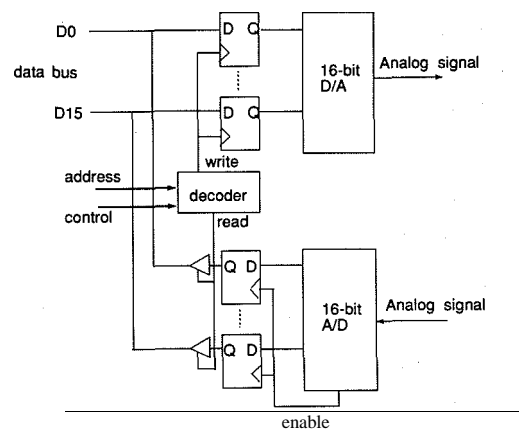 D0
D Q
data bus
16-bit
D/A
Analog signal
D15
D Q
write
address
decoder
control
read
Q D
16-bit
A/D
Analog signal
Q D
enable